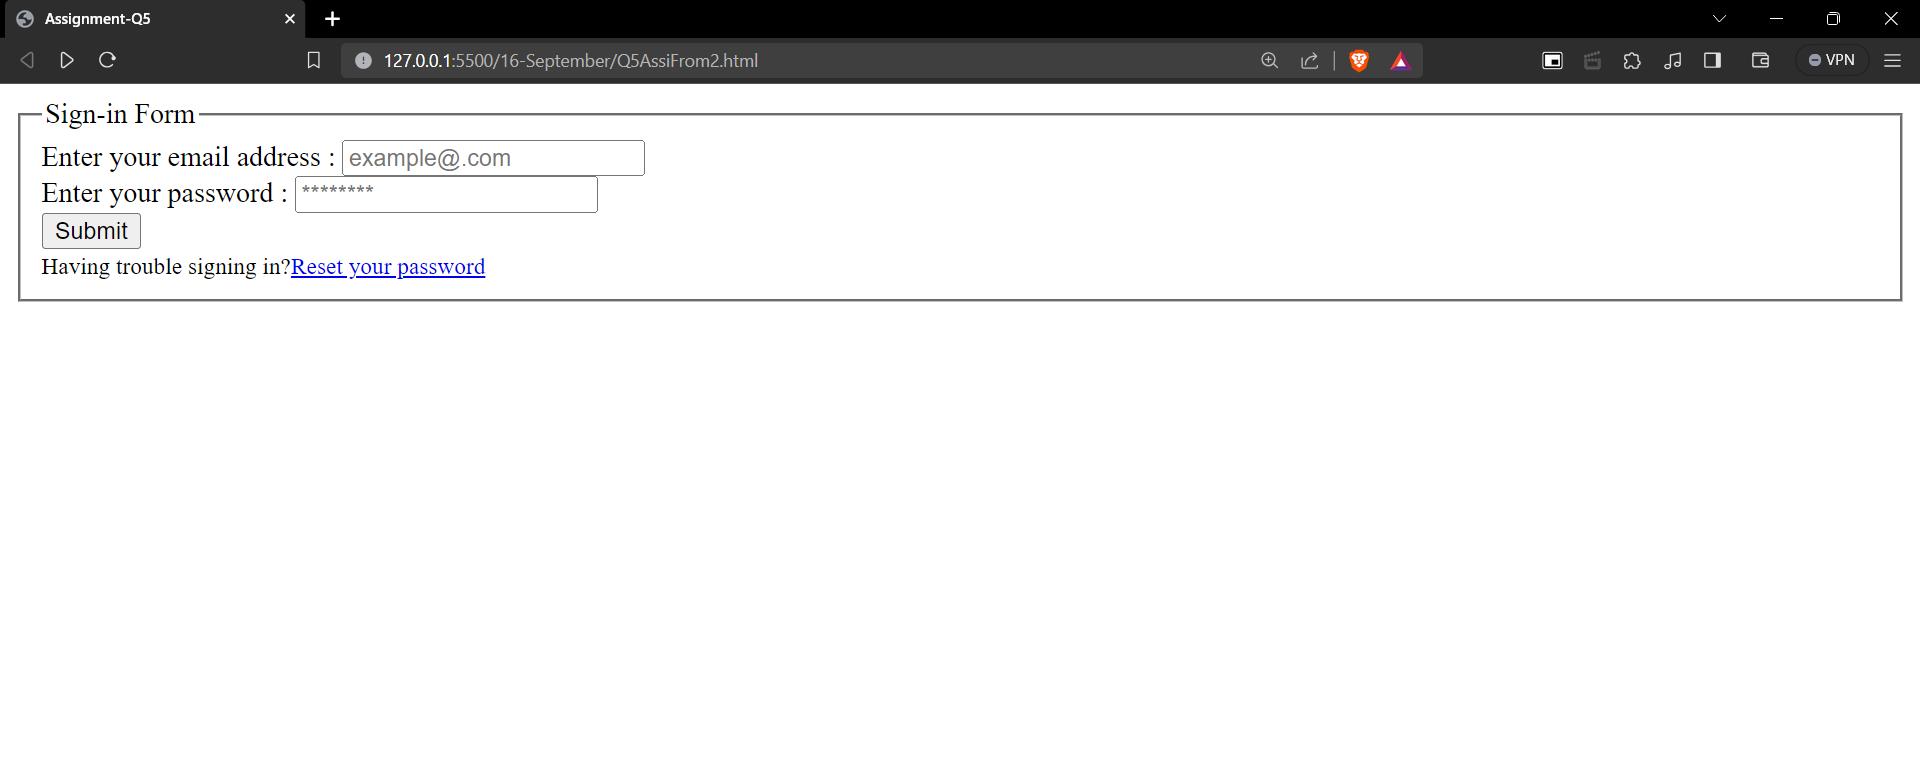 Assignment-Q5
127.0.0.1:5500/16-September/Q5AssiFrom2.html
VPN
Sign-in Form
Enter your email address : example@.com
Enter your password : ********
Submit
Having trouble signing in?Reset your password